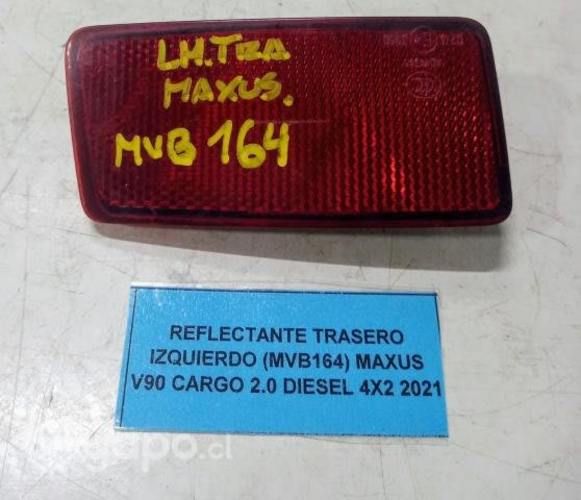 LH.TRA
MAXUS.
MVB 164
REFLECTANTE TRASERO
IZQUIERDO (MVB164) MAXUS
V90 CARGO 2.0 DIESEL 4X2 2021